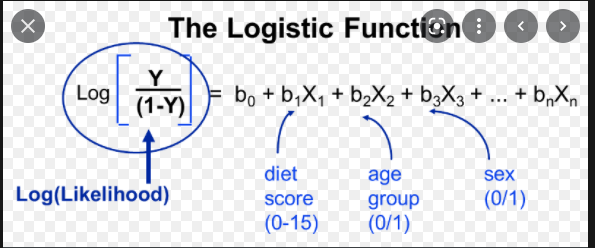 The Logistic Function
Log [ Y / (1-Y) ] = b₀ + b₁X₁ + b₂X₂ + b₃X₃ + ... + bₙXₙ
Log(Likelihood)
diet
score
(0-15)
age
group
(0/1)
sex
(0/1)